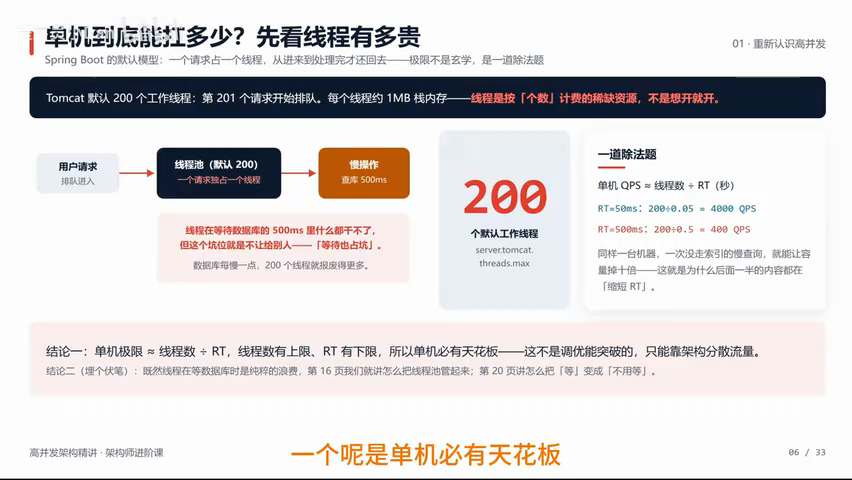 单机到底能扛多少？先看线程有多贵
Spring Boot 的默认模型：一个请求占一个线程，从进来到处理完才还回去——极限不是玄学，是一道除法题
01 · 重新认识高并发
Tomcat 默认 200 个工作线程：第 201 个请求开始排队。每个线程约 1MB 栈内存——线程是按「个数」计费的稀缺资源，不是想开就开。
用户请求
排队进入
线程池（默认 200）
一个请求独占一个线程
慢操作
查库 500ms
线程在等待数据库的 500ms 里什么都干不了，
但这个坑位就是不让给别人——「等待也占坑」。
数据库每慢一点，200 个线程就报废得更多。
200
个默认工作线程
server.tomcat.
threads.max
一道除法题
单机 QPS ≈ 线程数 ÷ RT（秒）
RT=50ms：200÷0.05 = 4000 QPS
RT=500ms：200÷0.5 = 400 QPS
同样一台机器，一次没走索引的慢查询，就能让容
量掉十倍——这就是为什么后面一半的内容都在
「缩短 RT」。
结论一：单机极限 ≈ 线程数 ÷ RT，线程数有上限、RT 有下限，所以单机必有天花板——这不是调优能突破的，只能靠架构分散流量。
结论二（埋个伏笔）：既然线程在等数据库时是纯粹的浪费，第 16 页我们就讲怎么把线程池管起来；第 20 页讲怎么把「等」变成「不用等」。
高并发架构精讲 · 架构师进阶课
一个呢是单机必有天花板
06 / 33